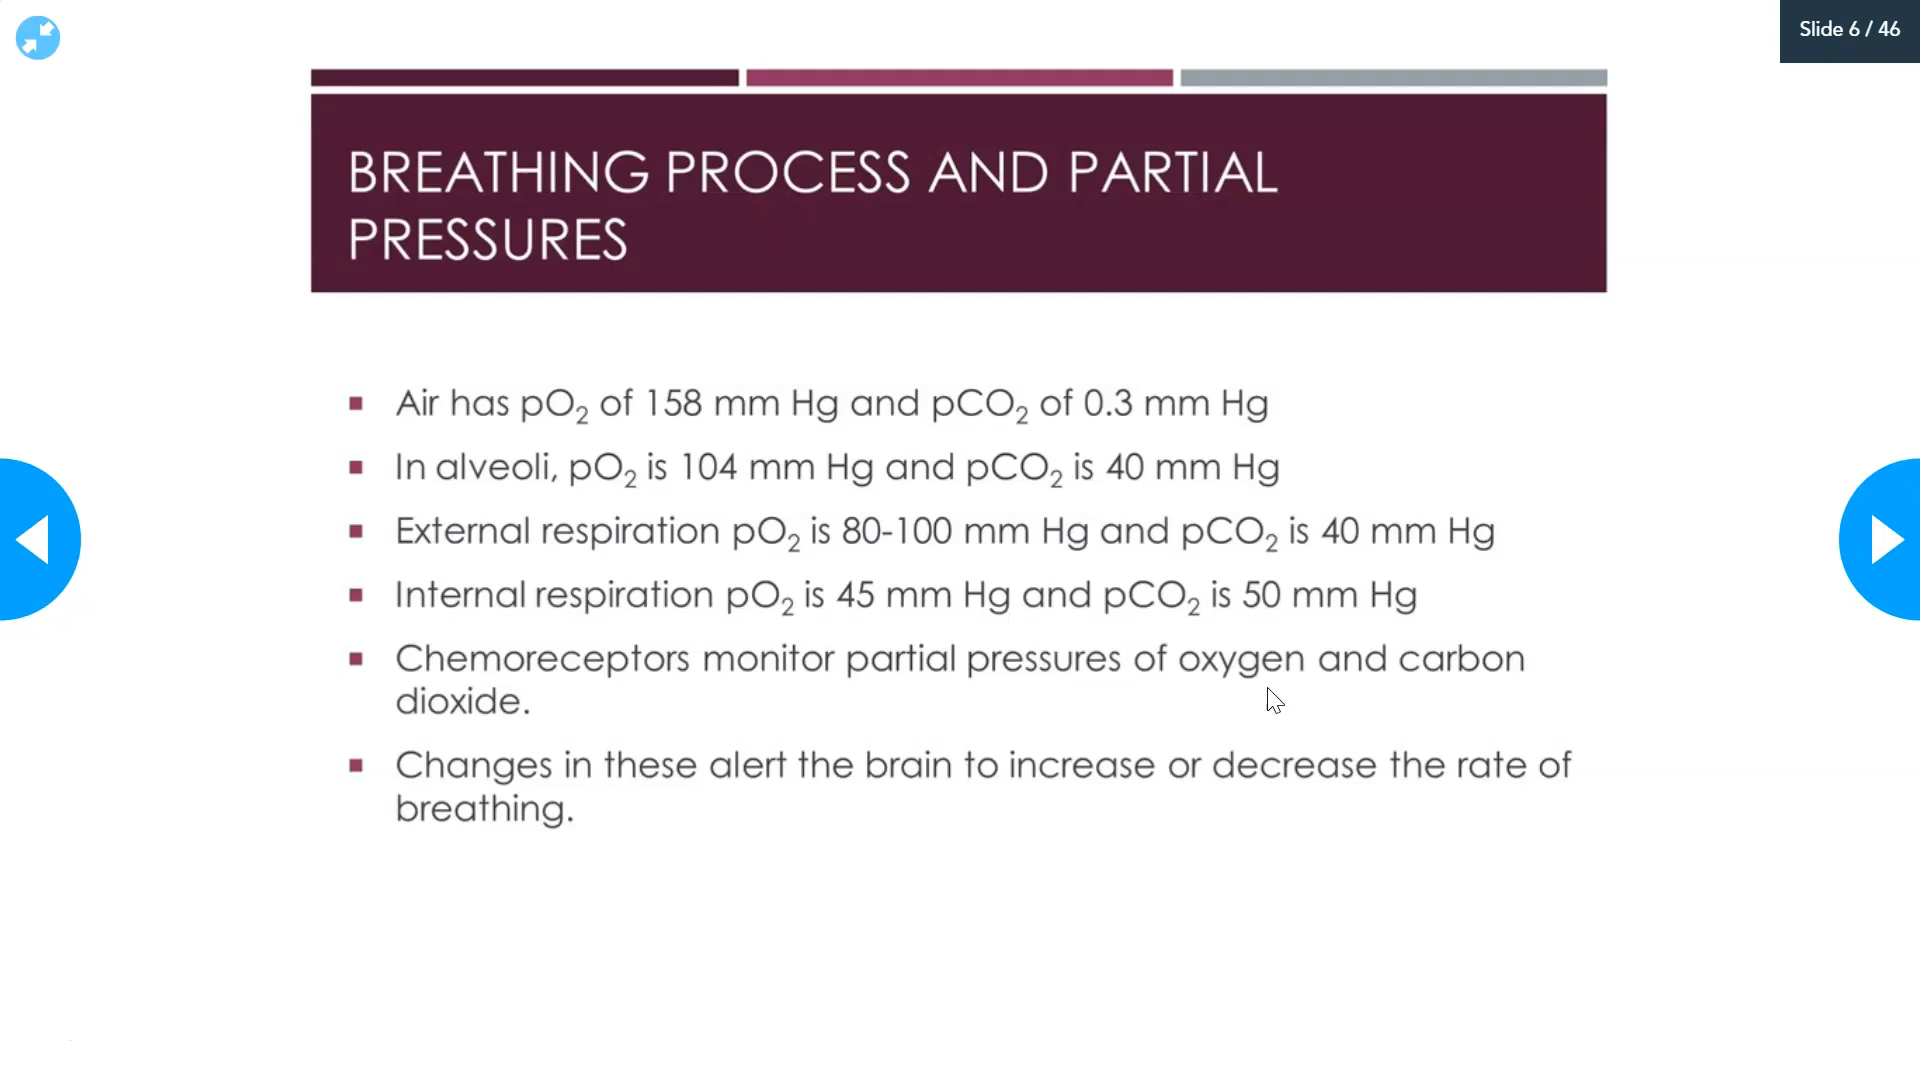 Slide 6 / 46
BREATHING PROCESS AND PARTIAL
PRESSURES
▪ Air has pO₂ of 158 mm Hg and pCO₂ of 0.3 mm Hg
▪ In alveoli, pO₂ is 104 mm Hg and pCO₂ is 40 mm Hg
▪ External respiration pO₂ is 80-100 mm Hg and pCO₂ is 40 mm Hg
▪ Internal respiration pO₂ is 45 mm Hg and pCO₂ is 50 mm Hg
▪ Chemoreceptors monitor partial pressures of oxygen and carbon
dioxide.
▪ Changes in these alert the brain to increase or decrease the rate of
breathing.